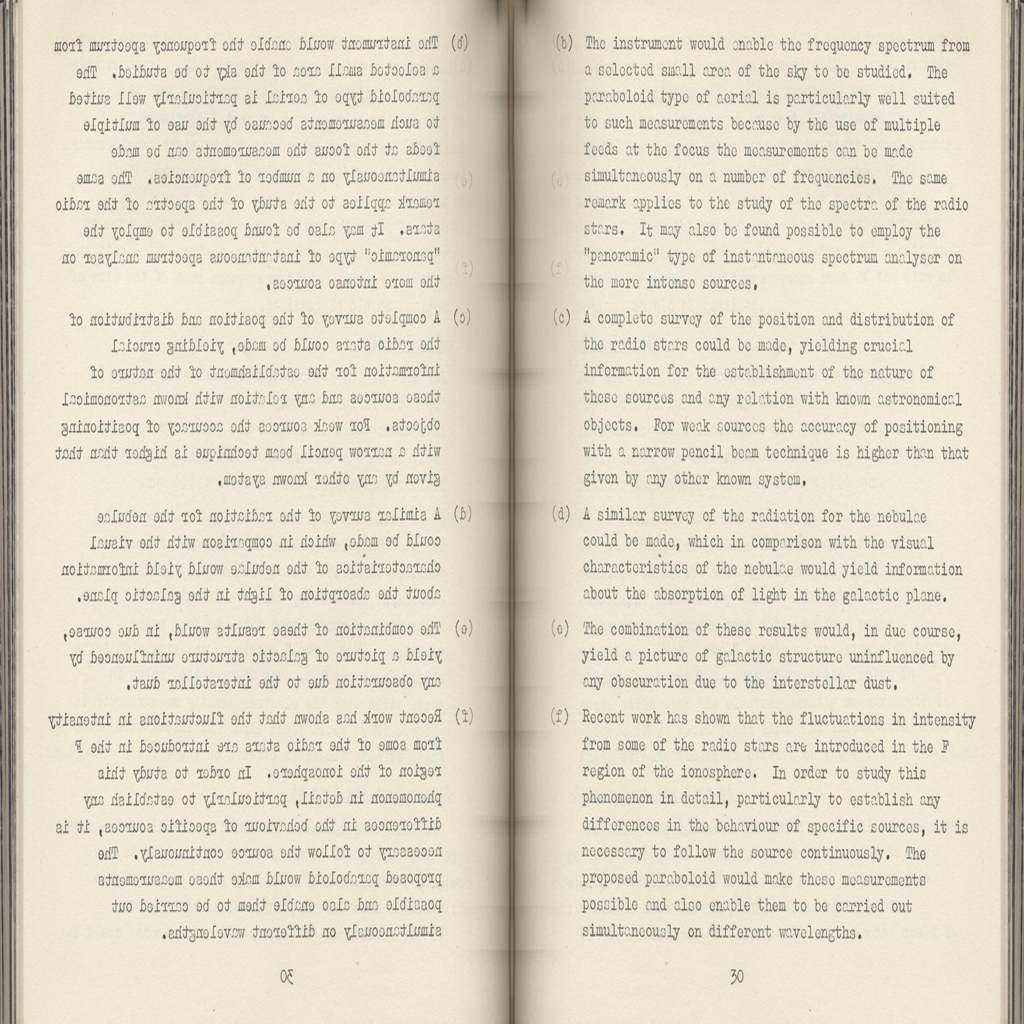 (b) The instrument would enable the frequency spectrum from
a selected small area of the sky to be studied. The
paraboloid type of aerial is particularly well suited
to such measurements because by the use of multiple
feeds at the focus the measurements can be made
simultaneously on a number of frequencies. The same
remark applies to the study of the spectra of the radio
stars. It may also be found possible to employ the
"panoramic" type of instantaneous spectrum analyser on
the more intense sources.
(c) A complete survey of the position and distribution of
the radio stars could be made, yielding crucial
information for the establishment of the nature of
these sources and any relation with known astronomical
objects. For weak sources the accuracy of positioning
with a narrow pencil beam technique is higher than that
given by any other known system.
(d) A similar survey of the radiation for the nebulae
could be made, which in comparison with the visual
characteristics of the nebulae would yield information
about the absorption of light in the galactic plane.
(e) The combination of these results would, in due course,
yield a picture of galactic structure uninfluenced by
any obscuration due to the interstellar dust.
(f) Recent work has shown that the fluctuations in intensity
from some of the radio stars are introduced in the F
region of the ionosphere. In order to study this
phenomenon in detail, particularly to establish any
differences in the behaviour of specific sources, it is
necessary to follow the source continuously. The
proposed paraboloid would make these measurements
possible and also enable them to be carried out
simultaneously on different wavelengths.
30